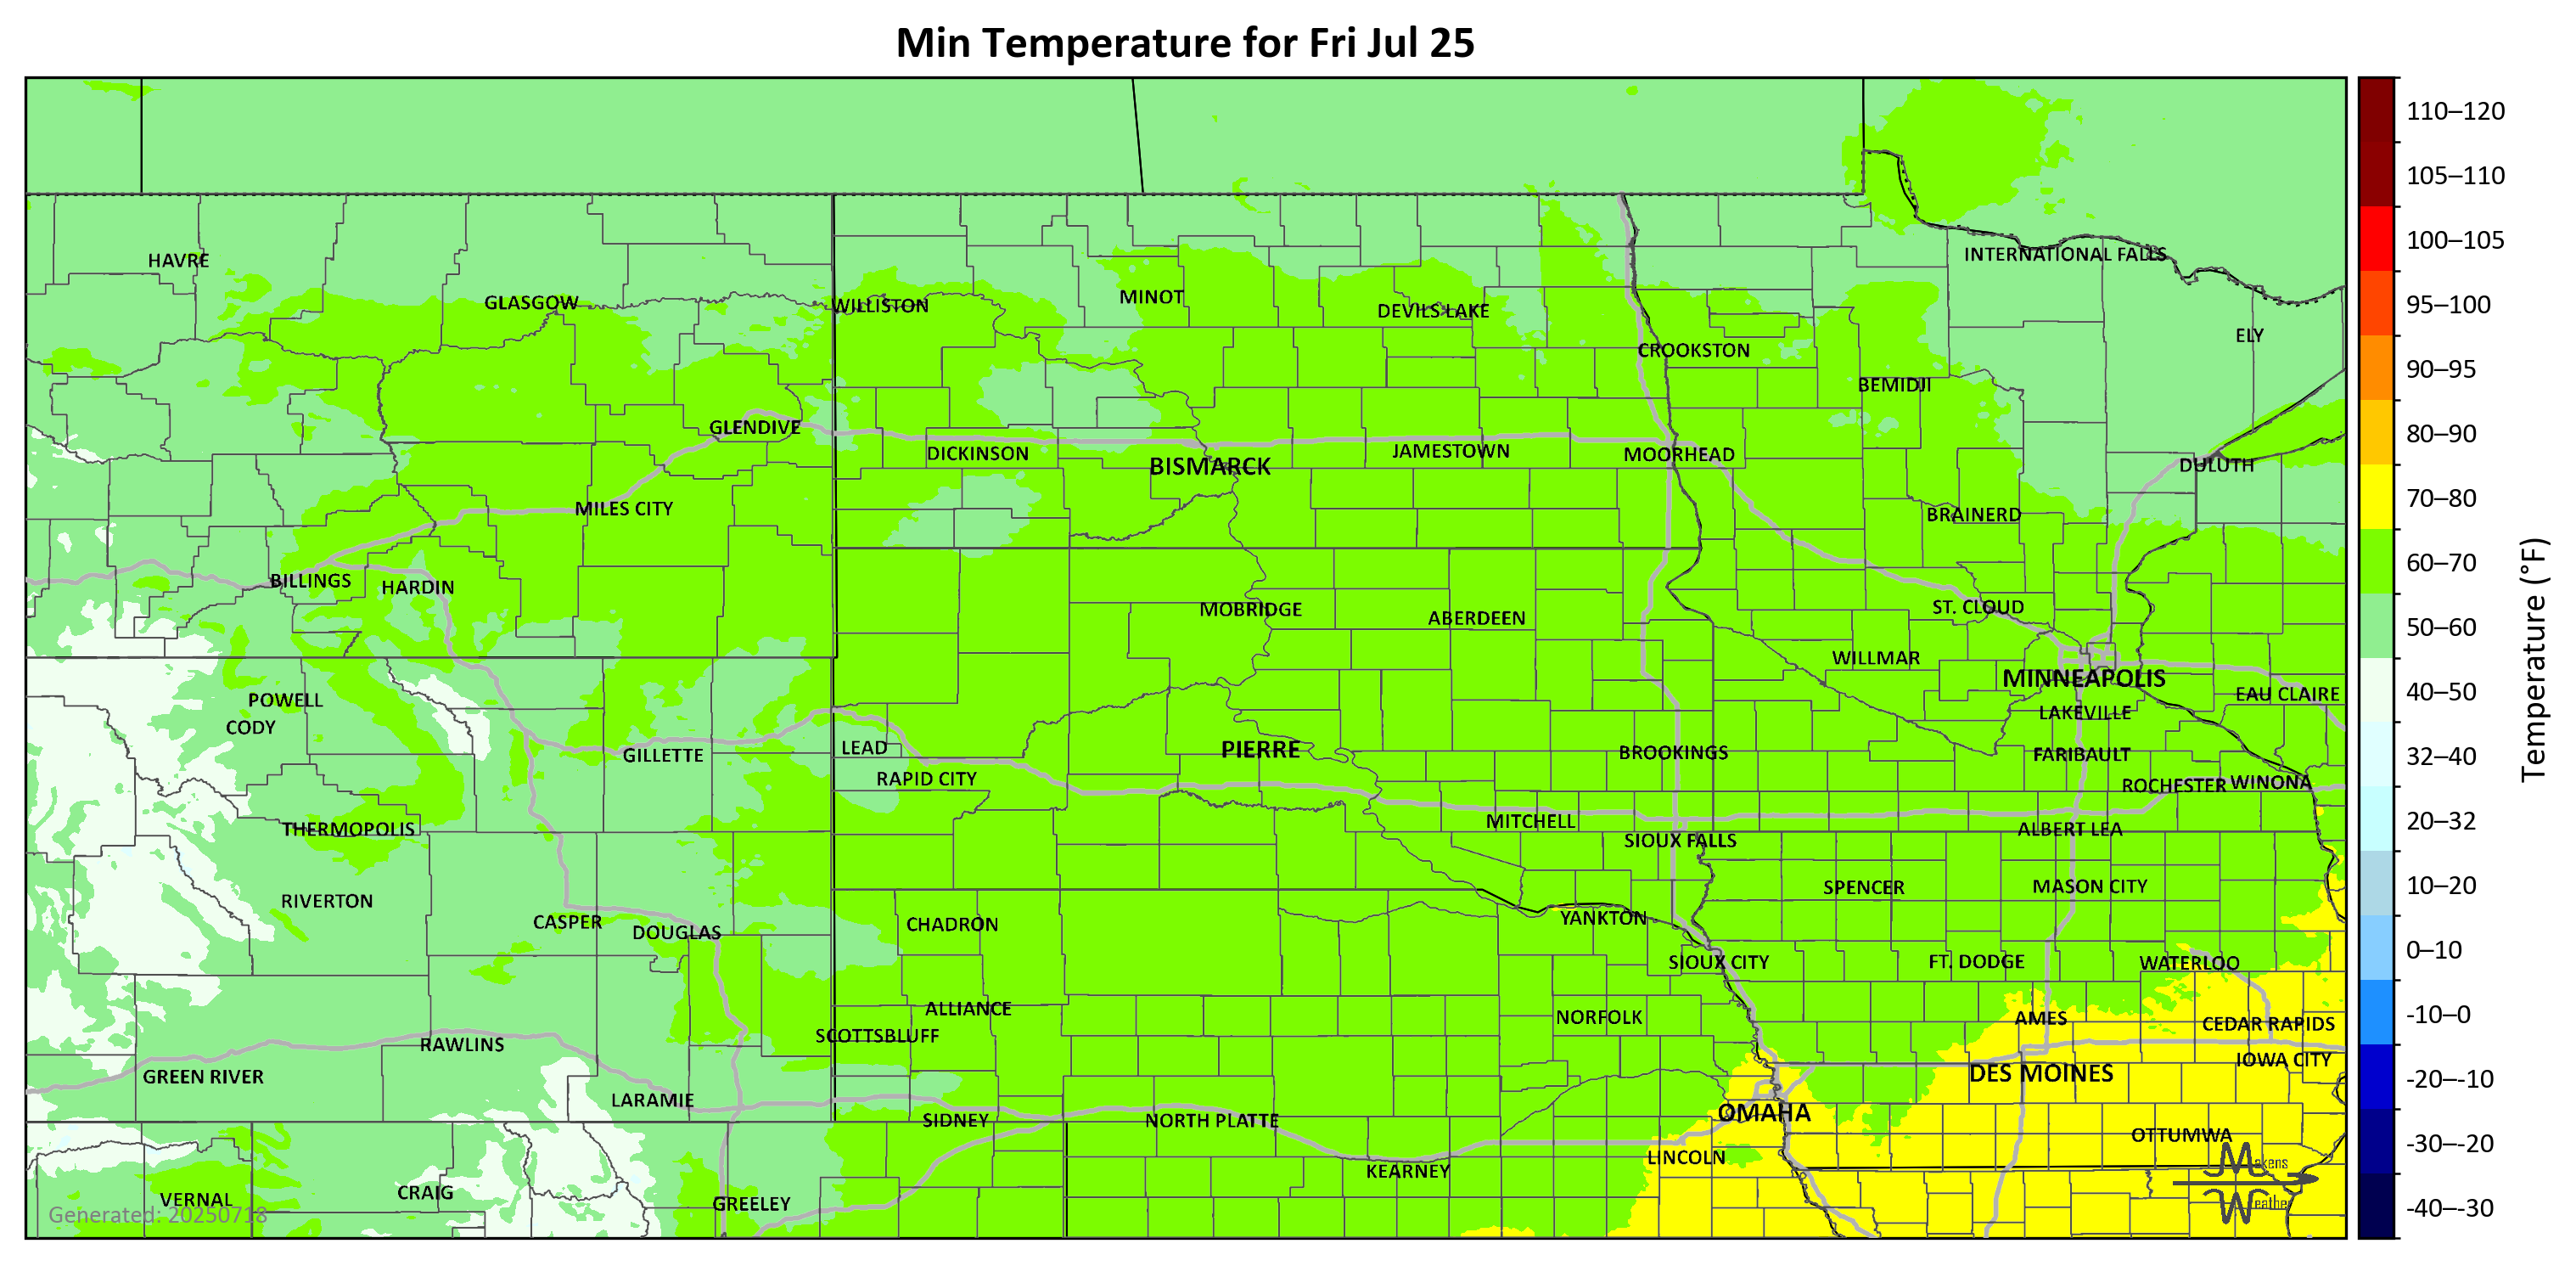 Min Temperature for Fri Jul 25
110–120
105–110
100–105
95–100
90–95
80–90
70–80
60–70
50–60
40–50
32–40
20–32
10–20
0–10
-10–0
-20–-10
-30–-20
-40–-30
Temperature (°F)
HAVRE
INTERNATIONAL FALLS
GLASGOW
WILLISTON
MINOT
DEVILS LAKE
ELY
CROOKSTON
BEMIDJI
GLENDIVE
DICKINSON
BISMARCK
JAMESTOWN
MOORHEAD
DULUTH
MILES CITY
BRAINERD
BILLINGS
HARDIN
MOBRIDGE
ABERDEEN
ST. CLOUD
WILLMAR
MINNEAPOLIS
EAU CLAIRE
POWELL
CODY
LAKEVILLE
GILLETTE
LEAD
PIERRE
BROOKINGS
FARIBAULT
RAPID CITY
ROCHESTER
WINONA
THERMOPOLIS
MITCHELL
SIOUX FALLS
ALBERT LEA
RIVERTON
SPENCER
MASON CITY
CASPER
DOUGLAS
CHADRON
YANKTON
SIOUX CITY
FT. DODGE
WATERLOO
ALLIANCE
NORFOLK
AMES
CEDAR RAPIDS
SCOTTSBLUFF
RAWLINS
IOWA CITY
GREEN RIVER
DES MOINES
LARAMIE
SIDNEY
NORTH PLATTE
OMAHA
OTTUMWA
LINCOLN
KEARNEY
VERNAL
CRAIG
GREELEY
Makens
Weather
Generated: 20250718